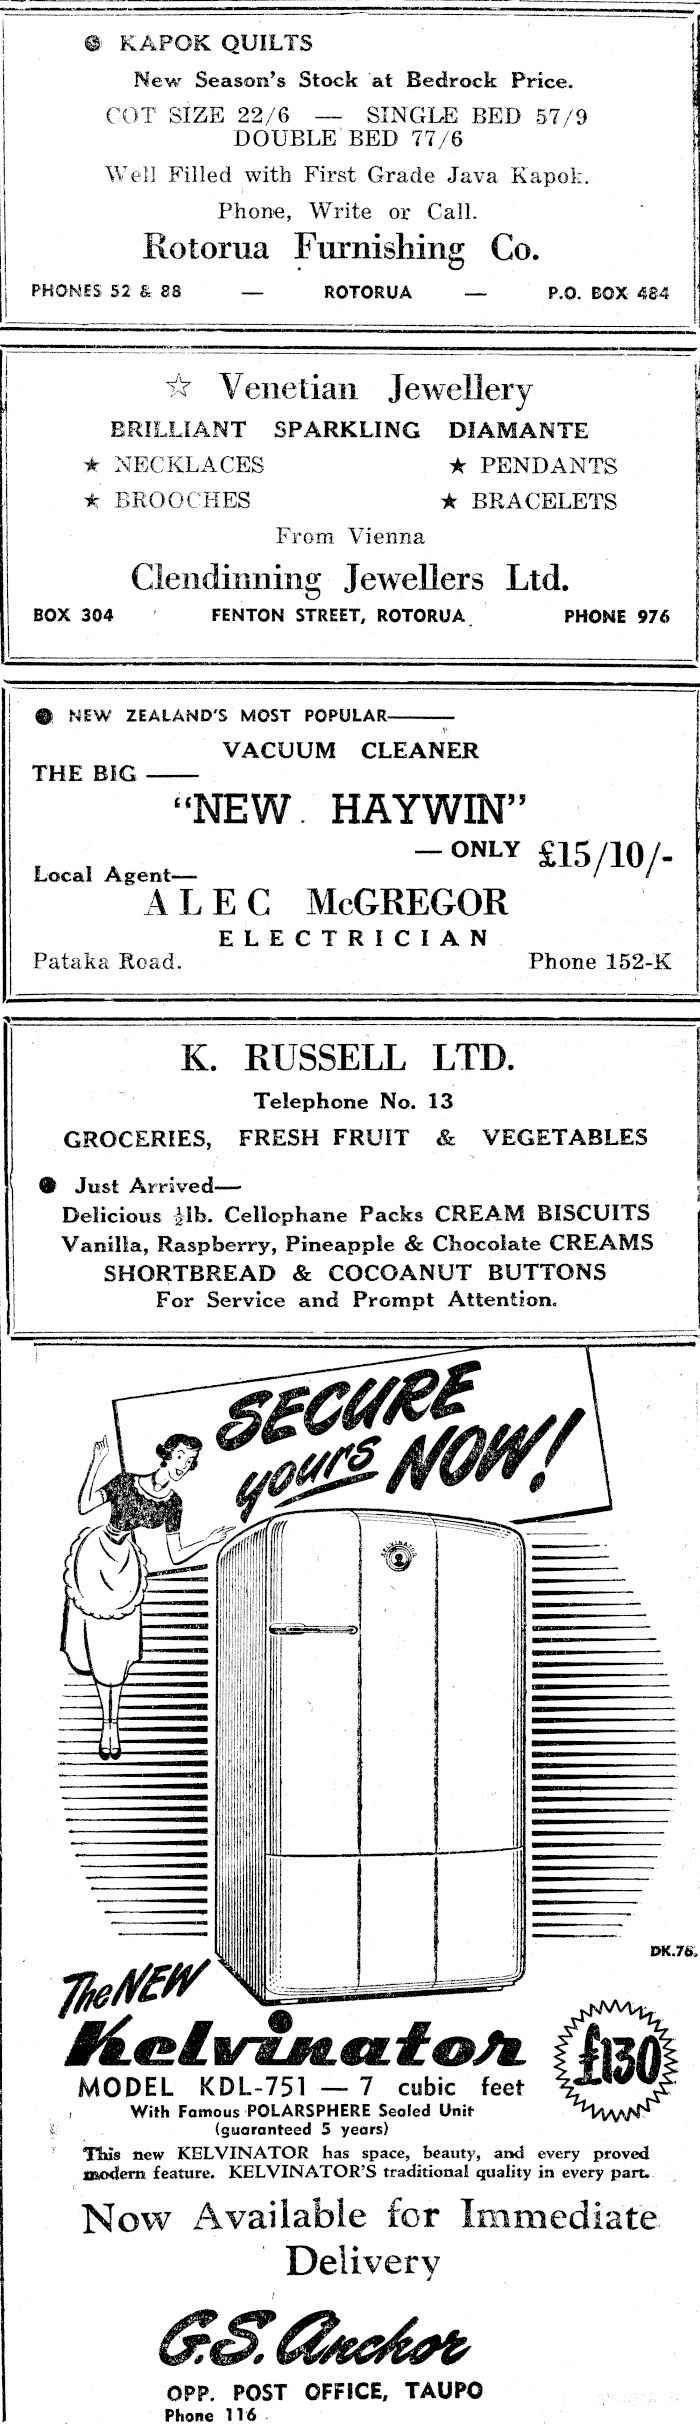 KAPOK QUILTS
New Season's Stock at Bedrock Price.
COT SIZE 22/6 — SINGLE BED 57/9
DOUBLE BED 77/6
Well Filled with First Grade Java Kapok.
Phone, Write or Call.
Rotorua Furnishing Co.
PHONES 52 & 88 — ROTORUA — P.O. BOX 484
☆ Venetian Jewellery
BRILLIANT SPARKLING DIAMANTE
★ NECKLACES ★ PENDANTS
★ BROOCHES ★ BRACELETS
From Vienna
Clendinning Jewellers Ltd.
BOX 304 FENTON STREET, ROTORUA. PHONE 976
● NEW ZEALAND'S MOST POPULAR——
VACUUM CLEANER
THE BIG ——
"NEW HAYWIN"
— ONLY £15/10/-
Local Agent—
ALEC McGREGOR
ELECTRICIAN
Pataka Road. Phone 152-K
K. RUSSELL LTD.
Telephone No. 13
GROCERIES, FRESH FRUIT & VEGETABLES
● Just Arrived—
Delicious ½lb. Cellophane Packs CREAM BISCUITS
Vanilla, Raspberry, Pineapple & Chocolate CREAMS
SHORTBREAD & COCOANUT BUTTONS
For Service and Prompt Attention.
SECURE
yours NOW!
KELVINATOR
DK.76.
The NEW
Kelvinator
£130
MODEL KDL-751 — 7 cubic feet
With Famous POLARSPHERE Sealed Unit
(guaranteed 5 years)
This new KELVINATOR has space, beauty, and every proved
modern feature. KELVINATOR'S traditional quality in every part.
Now Available for Immediate
Delivery
G.S. Anchor
OPP. POST OFFICE, TAUPO
Phone 116